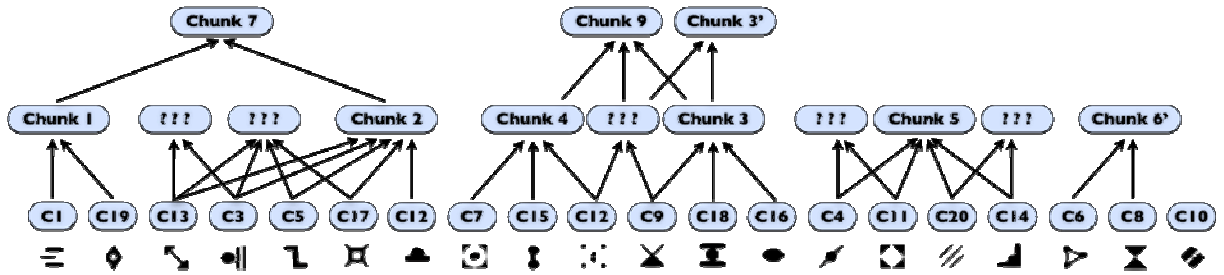 Chunk 7 Chunk 9 Chunk 3'
Chunk 1 ??? ??? Chunk 2 Chunk 4 ??? Chunk 3 ??? Chunk 5 ??? Chunk 6'
C1 C19 C13 C3 C5 C17 C12 C7 C15 C12 C9 C18 C16 C4 C11 C20 C14 C6 C8 C10